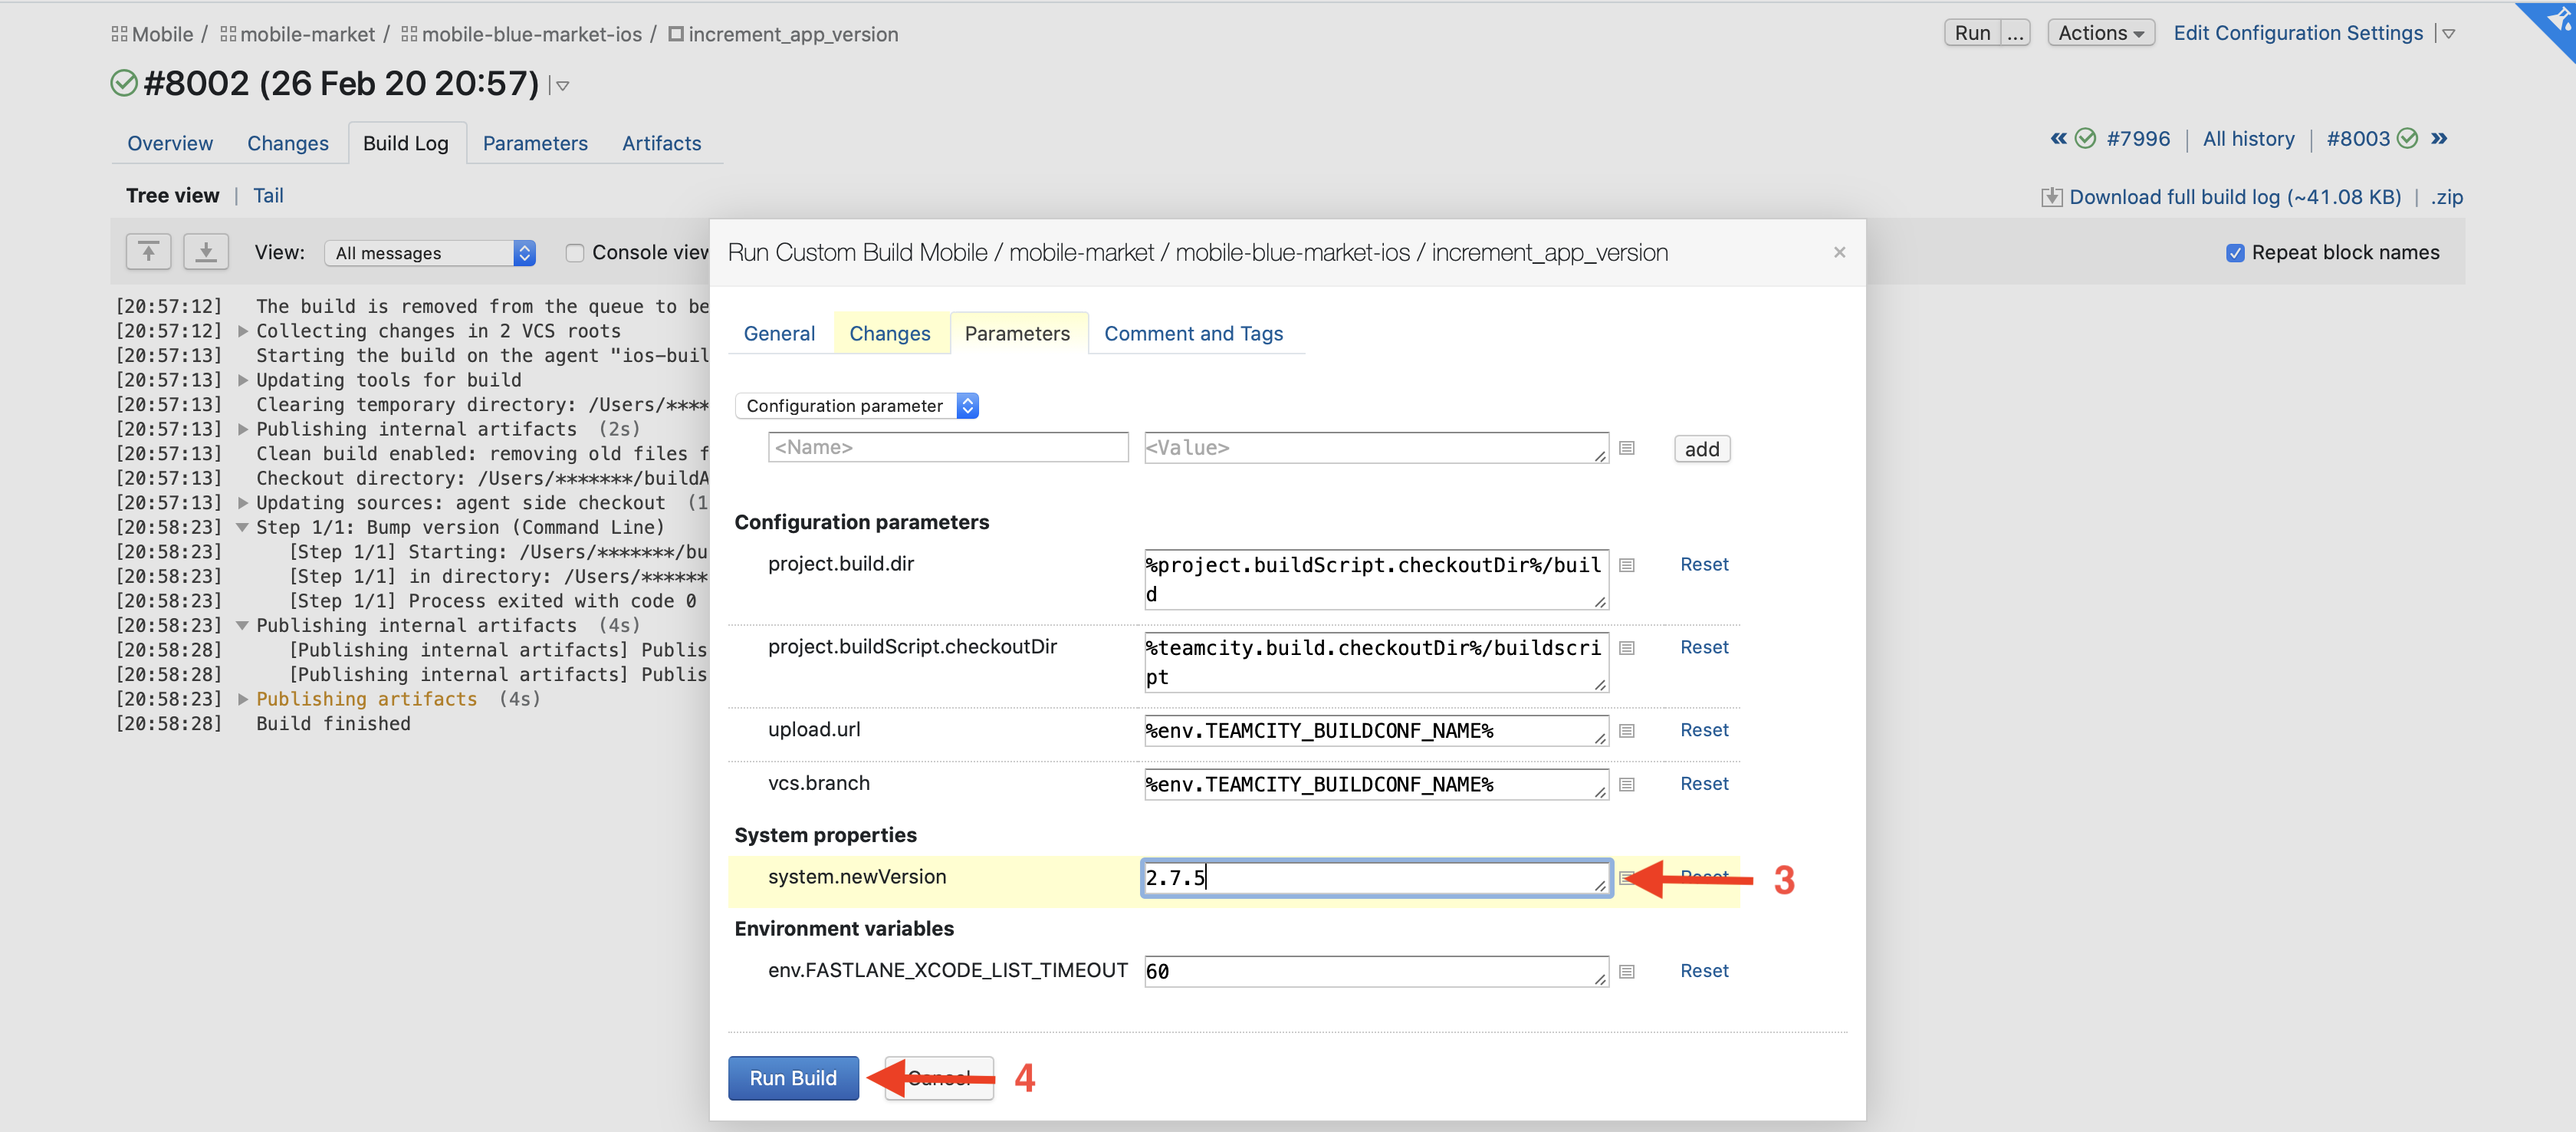 Mobile / mobile-market / mobile-blue-market-ios / increment_app_version
Run ... Actions Edit Configuration Settings
#8002 (26 Feb 20 20:57)
Overview Changes Build Log Parameters Artifacts
« #7996 | All history | #8003 »
Tree view | Tail
Download full build log (~41.08 KB) | .zip
View: All messages Console view
Repeat block names
[20:57:12] The build is removed from the queue to be
[20:57:12] Collecting changes in 2 VCS roots
[20:57:13] Starting the build on the agent "ios-buil
[20:57:13] Updating tools for build
[20:57:13] Clearing temporary directory: /Users/****
[20:57:13] Publishing internal artifacts (2s)
[20:57:13] Clean build enabled: removing old files f
[20:57:13] Checkout directory: /Users/*******/buildA
[20:57:13] Updating sources: agent side checkout (1
[20:58:23] Step 1/1: Bump version (Command Line)
[20:58:23] [Step 1/1] Starting: /Users/*******/bu
[20:58:23] [Step 1/1] in directory: /Users/******
[20:58:23] [Step 1/1] Process exited with code 0
[20:58:23] Publishing internal artifacts (4s)
[20:58:28] [Publishing internal artifacts] Publis
[20:58:28] [Publishing internal artifacts] Publis
[20:58:23] Publishing artifacts (4s)
[20:58:28] Build finished
Run Custom Build Mobile / mobile-market / mobile-blue-market-ios / increment_app_version ×
General Changes Parameters Comment and Tags
Configuration parameter
<Name> <Value> add
Configuration parameters
project.build.dir %project.buildScript.checkoutDir%/buil Reset
d
project.buildScript.checkoutDir %teamcity.build.checkoutDir%/buildscri Reset
pt
upload.url %env.TEAMCITY_BUILDCONF_NAME% Reset
vcs.branch %env.TEAMCITY_BUILDCONF_NAME% Reset
System properties
system.newVersion 2.7.5 Reset 3
Environment variables
env.FASTLANE_XCODE_LIST_TIMEOUT 60 Reset
Run Build Cancel 4